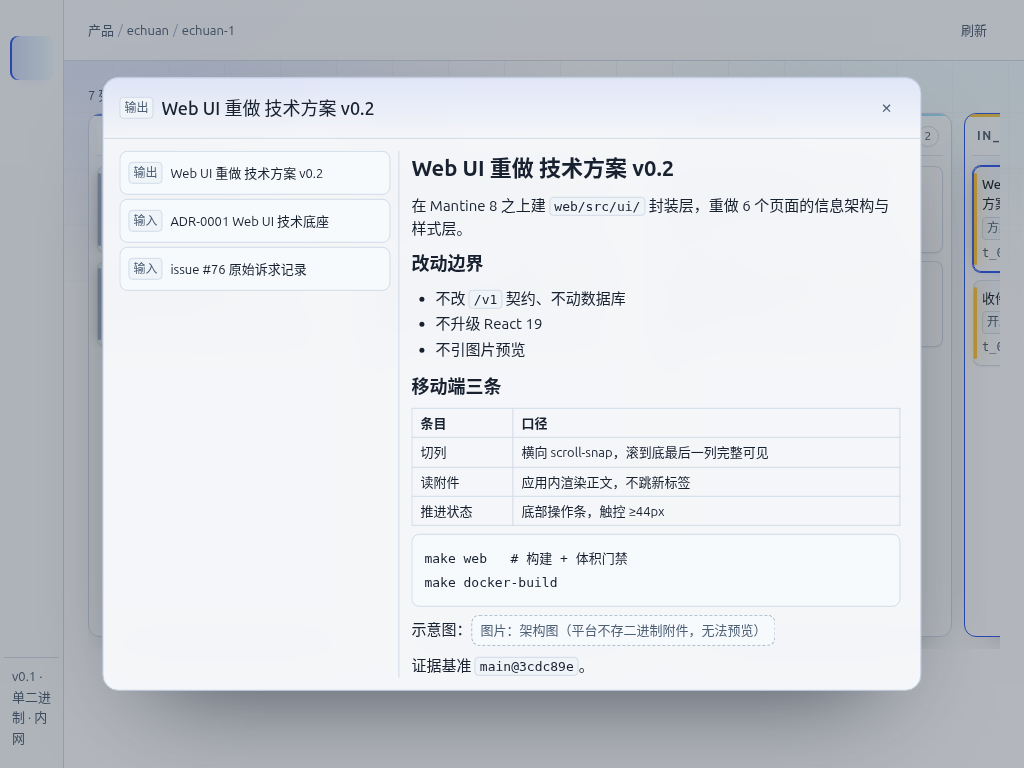 产品 / echuan / echuan-1
刷新
7
输出 Web UI 重做 技术方案 v0.2 ×
2
IN_
输出 Web UI 重做 技术方案 v0.2
输入 ADR-0001 Web UI 技术底座
输入 issue #76 原始诉求记录
Web UI 重做 技术方案 v0.2
在 Mantine 8 之上建 web/src/ui/ 封装层，重做 6 个页面的信息架构与
样式层。
改动边界
• 不改 /v1 契约、不动数据库
• 不升级 React 19
• 不引图片预览
移动端三条
条目 口径
切列 横向 scroll-snap，滚到底最后一列完整可见
读附件 应用内渲染正文，不跳新标签
推进状态 底部操作条，触控 ≥44px
make web   # 构建 + 体积门禁
make docker-build
示意图： 图片：架构图（平台不存二进制附件，无法预览）
证据基准 main@3cdc89e。
We
方案
方
t_0
收件
开
t_0
v0.1 ·
单二进
制 · 内
网